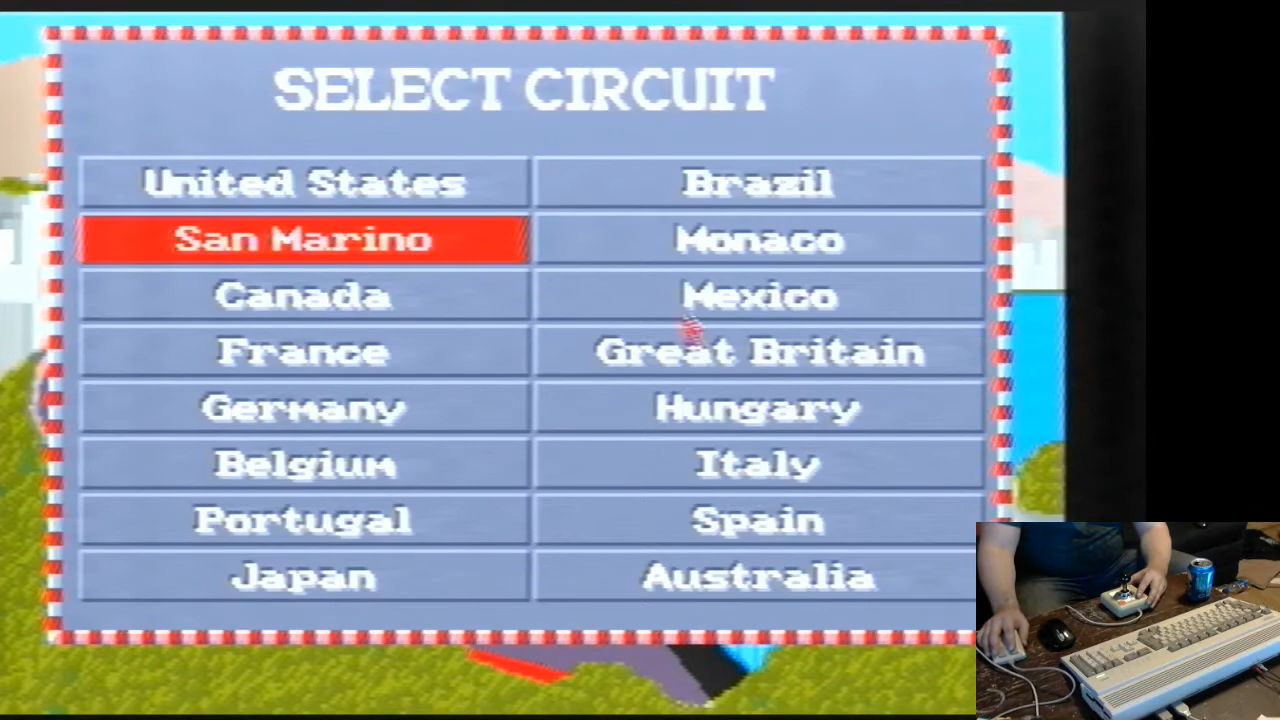 SELECT CIRCUIT
United States Brazil
San Marino Monaco
Canada Mexico
France Great Britain
Germany Hungary
Belgium Italy
Portugal Spain
Japan Australia